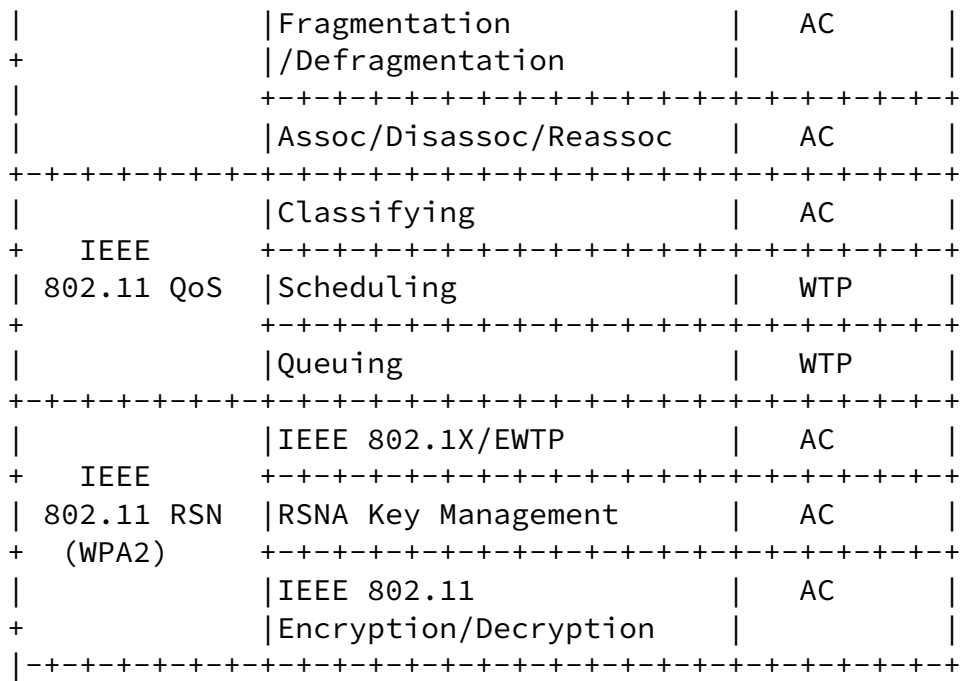 |             |Fragmentation            |   AC      |
+             |/Defragmentation         |           |
|             +-+-+-+-+-+-+-+-+-+-+-+-+-+-+-+-+-+-+-+
|             |Assoc/Disassoc/Reassoc   |   AC      |
+-+-+-+-+-+-+-+-+-+-+-+-+-+-+-+-+-+-+-+-+-+-+-+-+-+-+
|             |Classifying              |   AC      |
+   IEEE      +-+-+-+-+-+-+-+-+-+-+-+-+-+-+-+-+-+-+-+
| 802.11 QoS  |Scheduling               |   WTP     |
+             +-+-+-+-+-+-+-+-+-+-+-+-+-+-+-+-+-+-+-+
|             |Queuing                  |   WTP     |
+-+-+-+-+-+-+-+-+-+-+-+-+-+-+-+-+-+-+-+-+-+-+-+-+-+-+
|             |IEEE 802.1X/EWTP         |   AC      |
+   IEEE      +-+-+-+-+-+-+-+-+-+-+-+-+-+-+-+-+-+-+-+
| 802.11 RSN  |RSNA Key Management      |   AC      |
+  (WPA2)     +-+-+-+-+-+-+-+-+-+-+-+-+-+-+-+-+-+-+-+
|             |IEEE 802.11              |   AC      |
+             |Encryption/Decryption    |           |
|-+-+-+-+-+-+-+-+-+-+-+-+-+-+-+-+-+-+-+-+-+-+-+-+-+-+